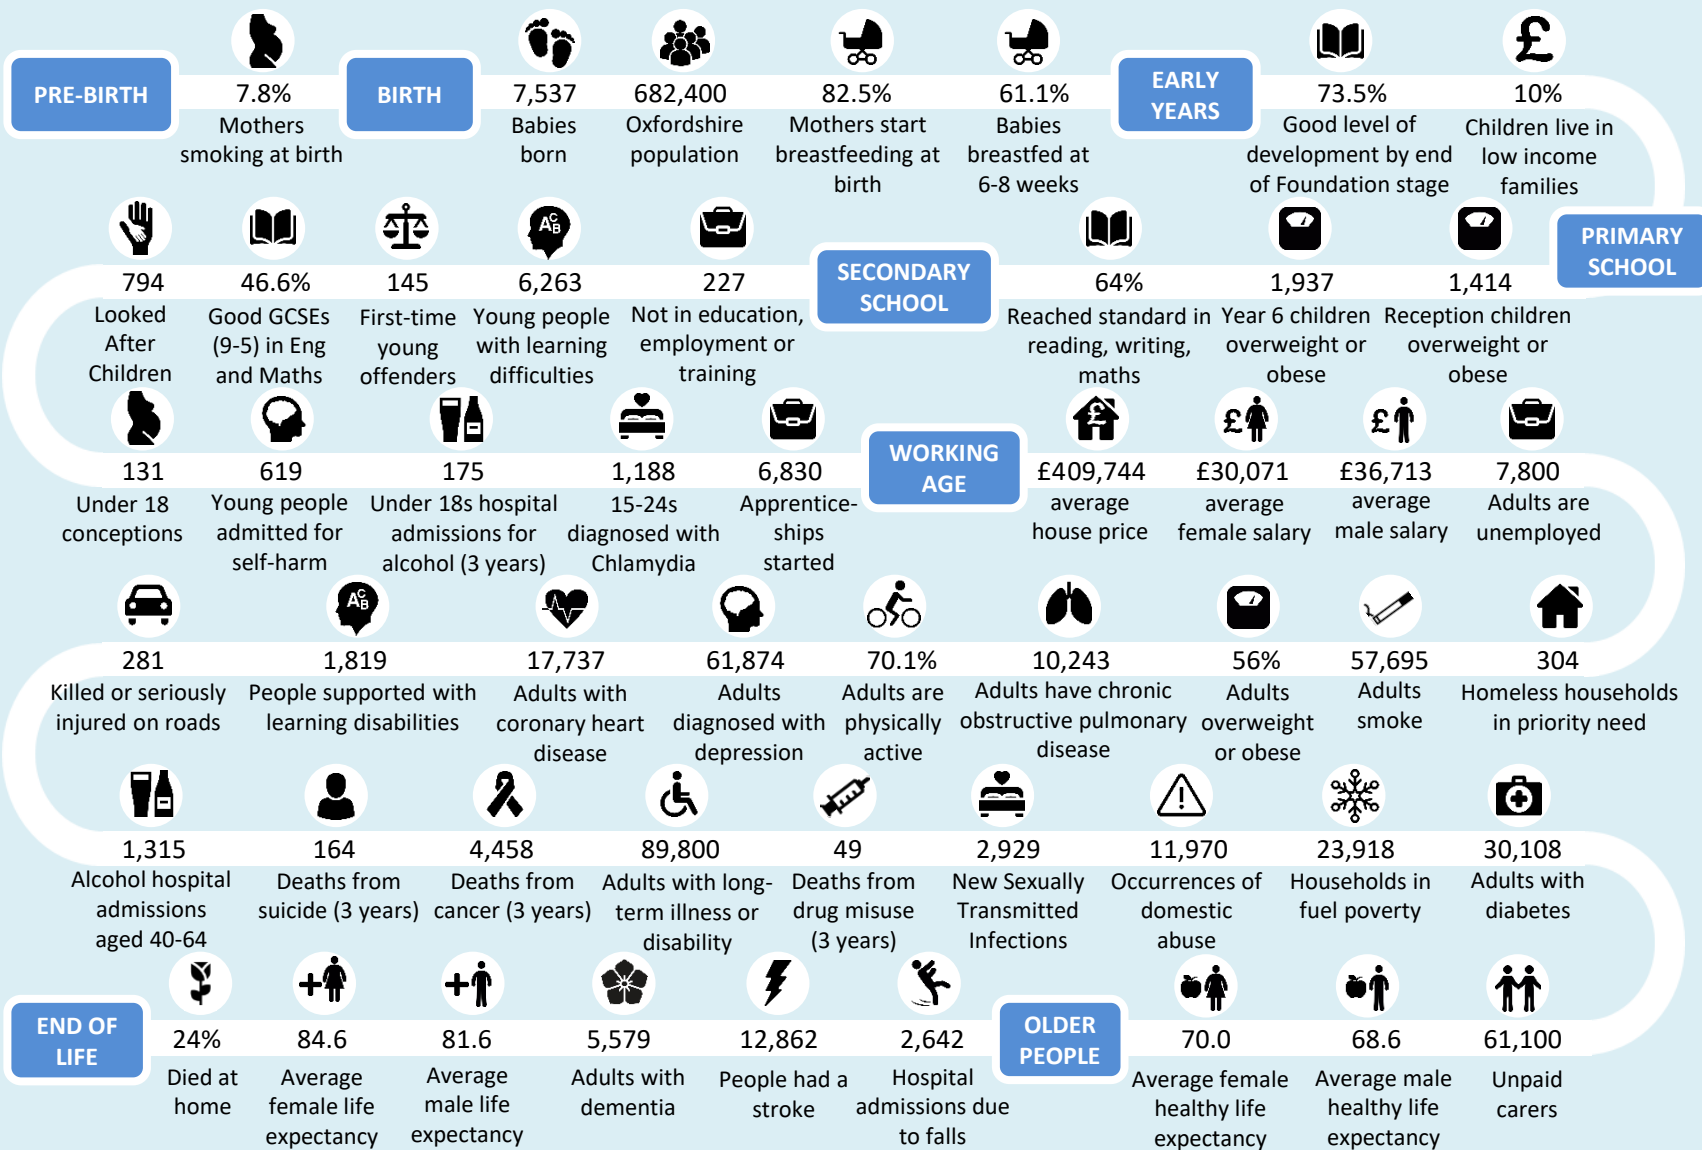 PRE-BIRTH
7.8%
Mothers
smoking at birth
BIRTH
7,537
Babies
born
682,400
Oxfordshire
population
82.5%
Mothers start
breastfeeding at
birth
61.1%
Babies
breastfed at
6-8 weeks
EARLY
YEARS
73.5%
Good level of
development by end
of Foundation stage
£
10%
Children live in
low income
families
PRIMARY
SCHOOL
1,414
Reception children
overweight or
obese
1,937
Year 6 children
overweight or
obese
64%
Reached standard in
reading, writing,
maths
SECONDARY
SCHOOL
227
Not in education,
employment or
training
ACB
6,263
Young people
with learning
difficulties
145
First-time
young
offenders
46.6%
Good GCSEs
(9-5) in Eng
and Maths
794
Looked
After
Children
131
Under 18
conceptions
619
Young people
admitted for
self-harm
175
Under 18s hospital
admissions for
alcohol (3 years)
1,188
15-24s
diagnosed with
Chlamydia
6,830
Apprentice-
ships
started
WORKING
AGE
£
£409,744
average
house price
£
£30,071
average
female salary
£
£36,713
average
male salary
7,800
Adults are
unemployed
304
Homeless households
in priority need
57,695
Adults
smoke
56%
Adults
overweight
or obese
10,243
Adults have chronic
obstructive pulmonary
disease
70.1%
Adults are
physically
active
61,874
Adults
diagnosed with
depression
17,737
Adults with
coronary heart
disease
ACB
1,819
People supported with
learning disabilities
281
Killed or seriously
injured on roads
1,315
Alcohol hospital
admissions
aged 40-64
164
Deaths from
suicide (3 years)
4,458
Deaths from
cancer (3 years)
89,800
Adults with long-
term illness or
disability
49
Deaths from
drug misuse
(3 years)
2,929
New Sexually
Transmitted
Infections
11,970
Occurrences of
domestic
abuse
23,918
Households in
fuel poverty
30,108
Adults with
diabetes
61,100
Unpaid
carers
68.6
Average male
healthy life
expectancy
70.0
Average female
healthy life
expectancy
OLDER
PEOPLE
2,642
Hospital
admissions due
to falls
12,862
People had a
stroke
5,579
Adults with
dementia
81.6
Average
male life
expectancy
84.6
Average
female life
expectancy
24%
Died at
home
END OF
LIFE